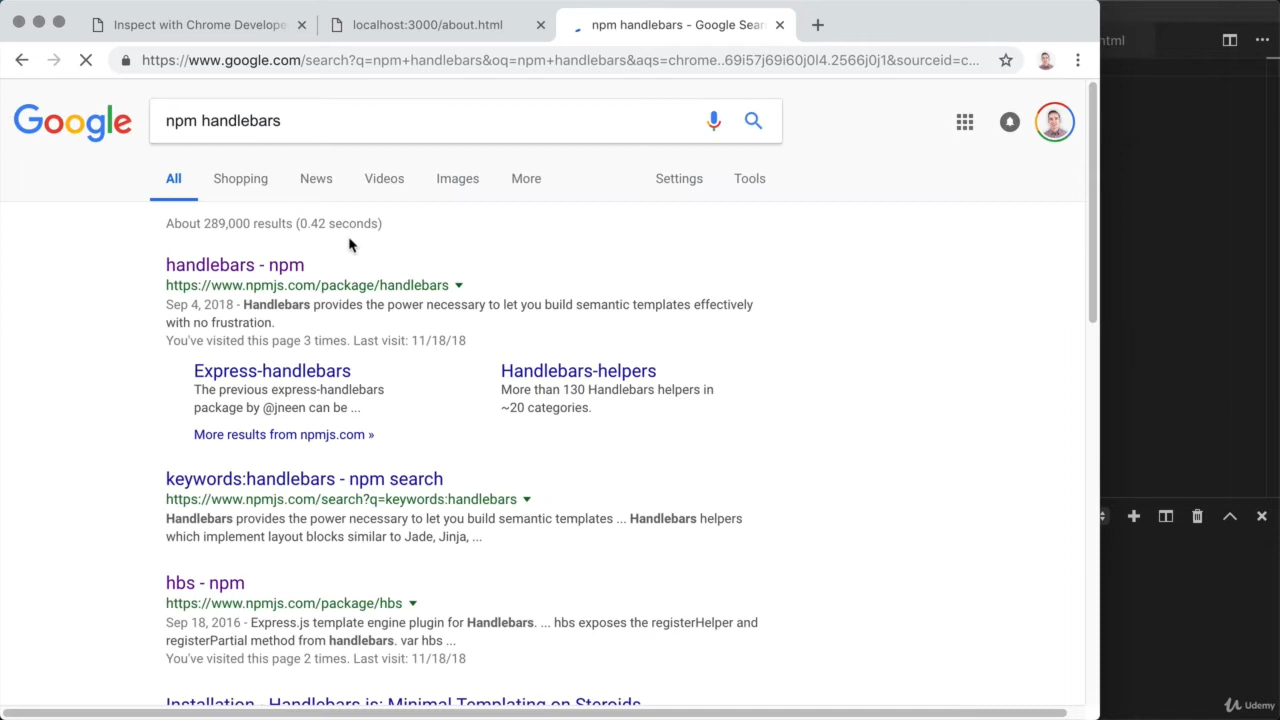 Inspect with Chrome Develope
localhost:3000/about.html
npm handlebars - Google Sear
html
https://www.google.com/search?q=npm+handlebars&oq=npm+handlebars&aqs=chrome..69i57j69i60j0l4.2566j0j1&sourceid=c...
Google
npm handlebars
All Shopping News Videos Images More Settings Tools
About 289,000 results (0.42 seconds)
handlebars - npm
https://www.npmjs.com/package/handlebars
Sep 4, 2018 - Handlebars provides the power necessary to let you build semantic templates effectively
with no frustration.
You've visited this page 3 times. Last visit: 11/18/18
Express-handlebars
The previous express-handlebars
package by @jneen can be ...
Handlebars-helpers
More than 130 Handlebars helpers in
~20 categories.
More results from npmjs.com »
keywords:handlebars - npm search
https://www.npmjs.com/search?q=keywords:handlebars
Handlebars provides the power necessary to let you build semantic templates ... Handlebars helpers
which implement layout blocks similar to Jade, Jinja, ...
hbs - npm
https://www.npmjs.com/package/hbs
Sep 18, 2016 - Express.js template engine plugin for Handlebars. ... hbs exposes the registerHelper and
registerPartial method from handlebars. var hbs ...
You've visited this page 2 times. Last visit: 11/18/18
Installation - Handlebars.js: Minimal Templating on Steroids
Udemy